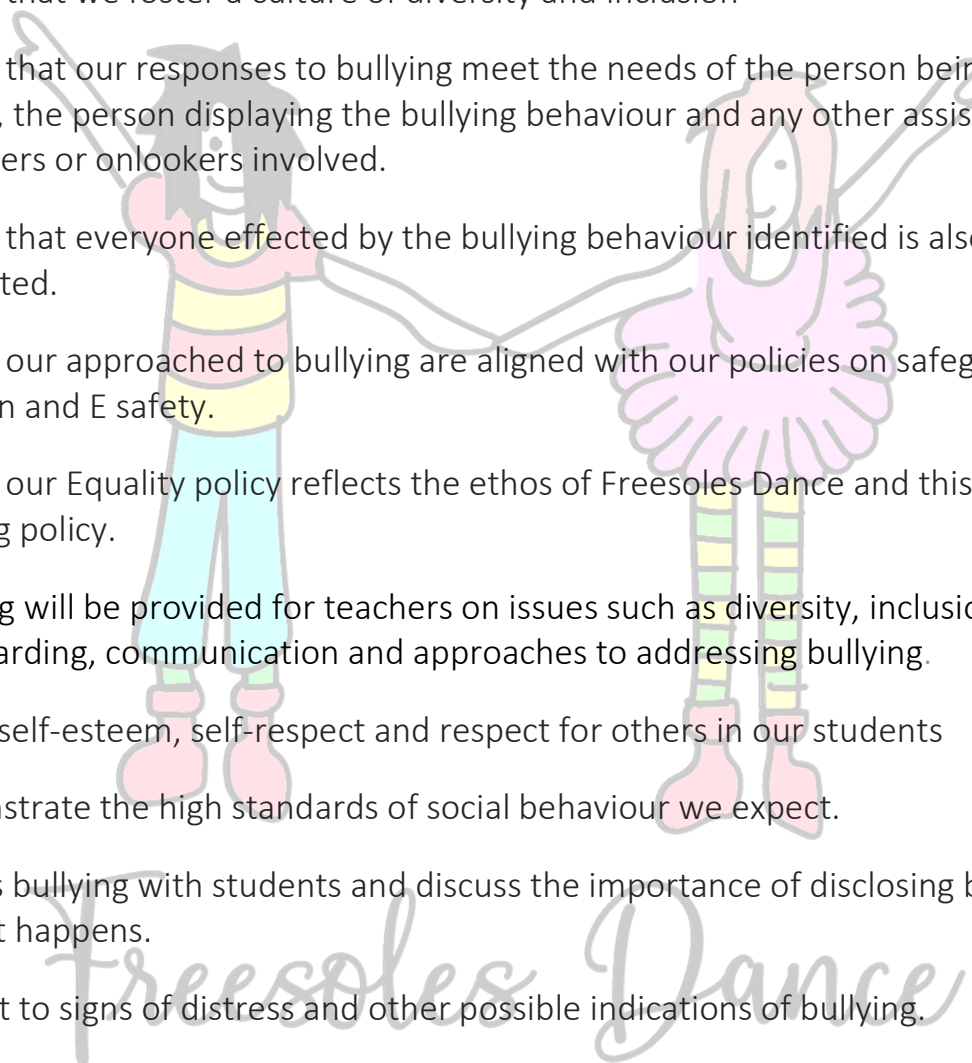 that we foster a culture of diversity and inclusion
that our responses to bullying meet the needs of the person bein
, the person displaying the bullying behaviour and any other assis
ers or onlookers involved.
that everyone effected by the bullying behaviour identified is also
ted.
our approached to bullying are aligned with our policies on safeg
n and E safety.
our Equality policy reflects the ethos of Freesoles Dance and this
g policy.
g will be provided for teachers on issues such as diversity, inclusio
arding, communication and approaches to addressing bullying.
self-esteem, self-respect and respect for others in our students
nstrate the high standards of social behaviour we expect.
s bullying with students and discuss the importance of disclosing b
t happens.
t to signs of distress and other possible indications of bullying.
Freesoles Dance